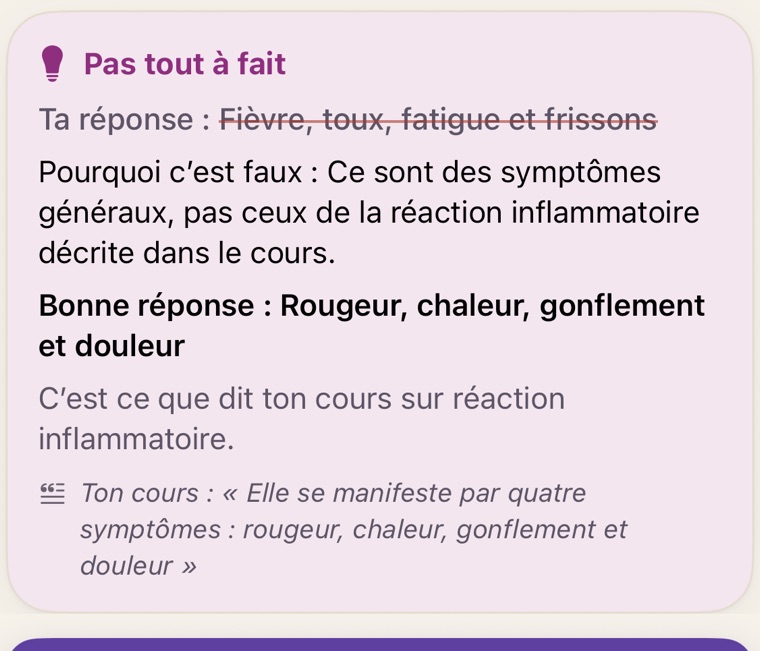 Pas tout à fait
Ta réponse : Fièvre, toux, fatigue et frissons
Pourquoi c’est faux : Ce sont des symptômes
généraux, pas ceux de la réaction inflammatoire
décrite dans le cours.
Bonne réponse : Rougeur, chaleur, gonflement
et douleur
C’est ce que dit ton cours sur réaction
inflammatoire.
Ton cours : « Elle se manifeste par quatre
symptômes : rougeur, chaleur, gonflement et
douleur »